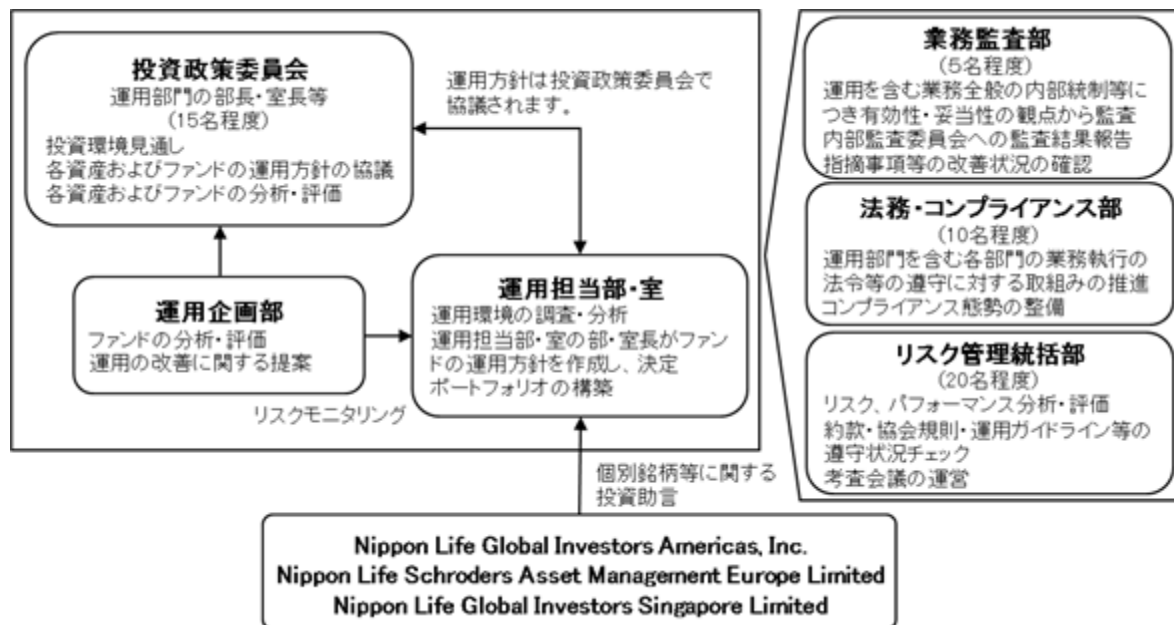 投資政策委員会
運用部門の部長・室長等
(15名程度)
投資環境見通し
各資産およびファンドの運用方針の協議
各資産およびファンドの分析・評価
運用方針は投資政策委員会で
協議されます。
運用企画部
ファンドの分析・評価
運用の改善に関する提案
リスクモニタリング
運用担当部・室
運用環境の調査・分析
運用担当部・室の部・室長がファン
ドの運用方針を作成し、決定
ポートフォリオの構築
個別銘柄等に関する
投資助言
Nippon Life Global Investors Americas, Inc.
Nippon Life Schroders Asset Management Europe Limited
Nippon Life Global Investors Singapore Limited
業務監査部
(5名程度)
運用を含む業務全般の内部統制等に
つき有効性・妥当性の観点から監査
内部監査委員会への監査結果報告
指摘事項等の改善状況の確認
法務・コンプライアンス部
(10名程度)
運用部門を含む各部門の業務執行の
法令等の遵守に対する取組みの推進
コンプライアンス態勢の整備
リスク管理統括部
(20名程度)
リスク、パフォーマンス分析・評価
約款・協会規則・運用ガイドライン等の
遵守状況チェック
考査会議の運営